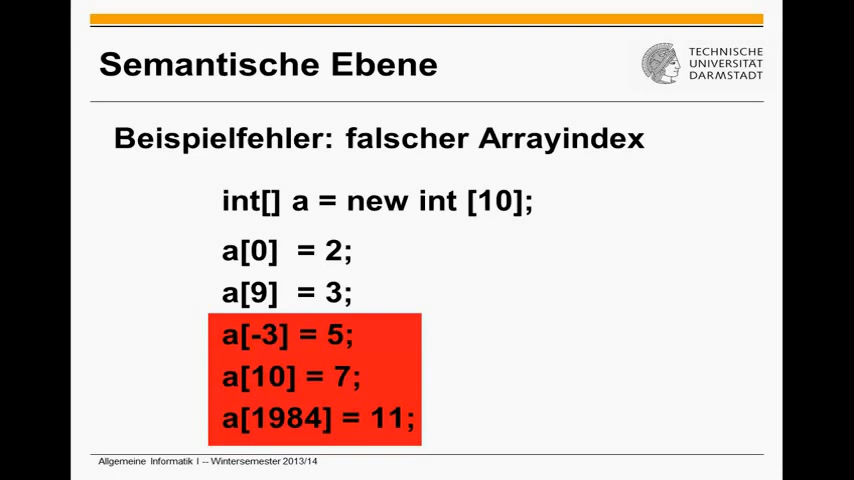 Semantische Ebene
TECHNISCHE
UNIVERSITÄT
DARMSTADT
Beispielfehler: falscher Arrayindex
int[] a = new int [10];
a[0] = 2;
a[9] = 3;
a[-3] = 5;
a[10] = 7;
a[1984] = 11;
Allgemeine Informatik I -- Wintersemester 2013/14